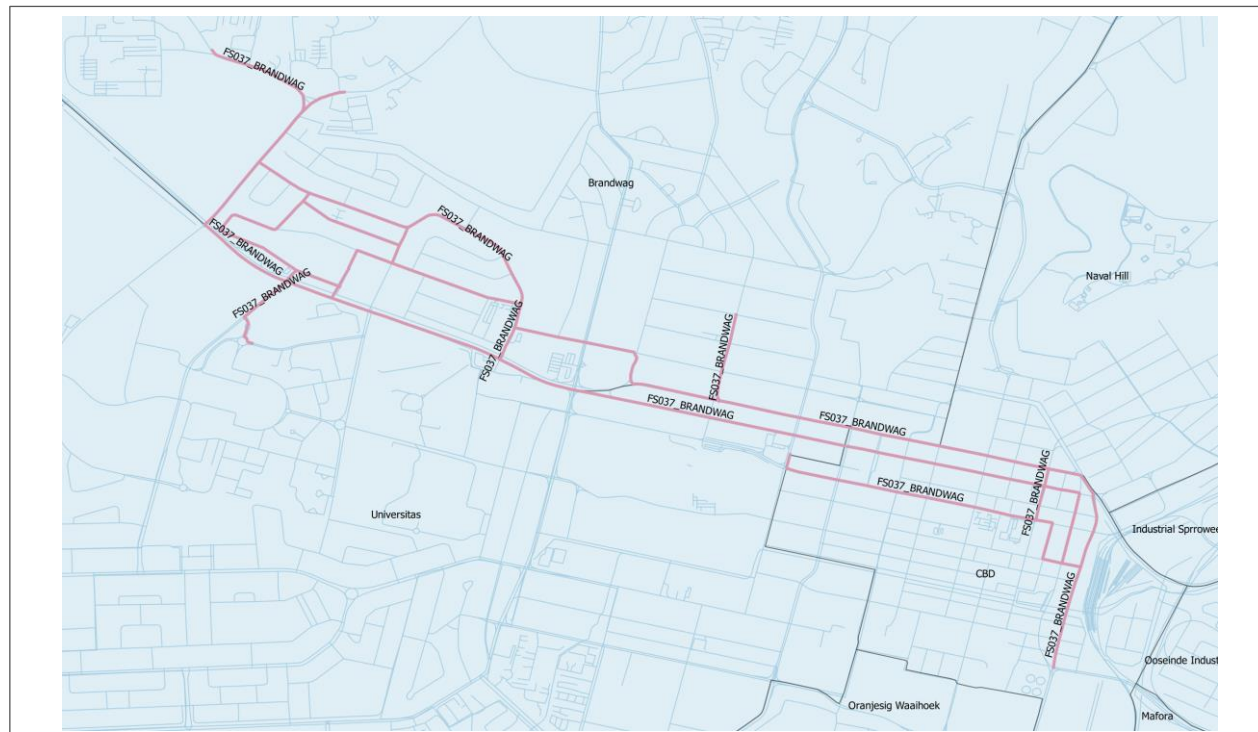 FS037_BRANDWAG
Brandwag
FS037_BRANDWAG
FS037_BRANDWAG
FS037_BRANDWAG
Naval Hill
FS037_BRANDWAG
FS037_BRANDWAG
FS037_BRANDWAG
FS037_BRANDWAG
FS037_BRANDWAG
FS037_BRANDWAG
FS037_BRANDWAG
Universitas
Industrial Sprrowee
CBD
FS037_BRANDWAG
Ooseinde Indust
Oranjesig Waaihoek
Mafora